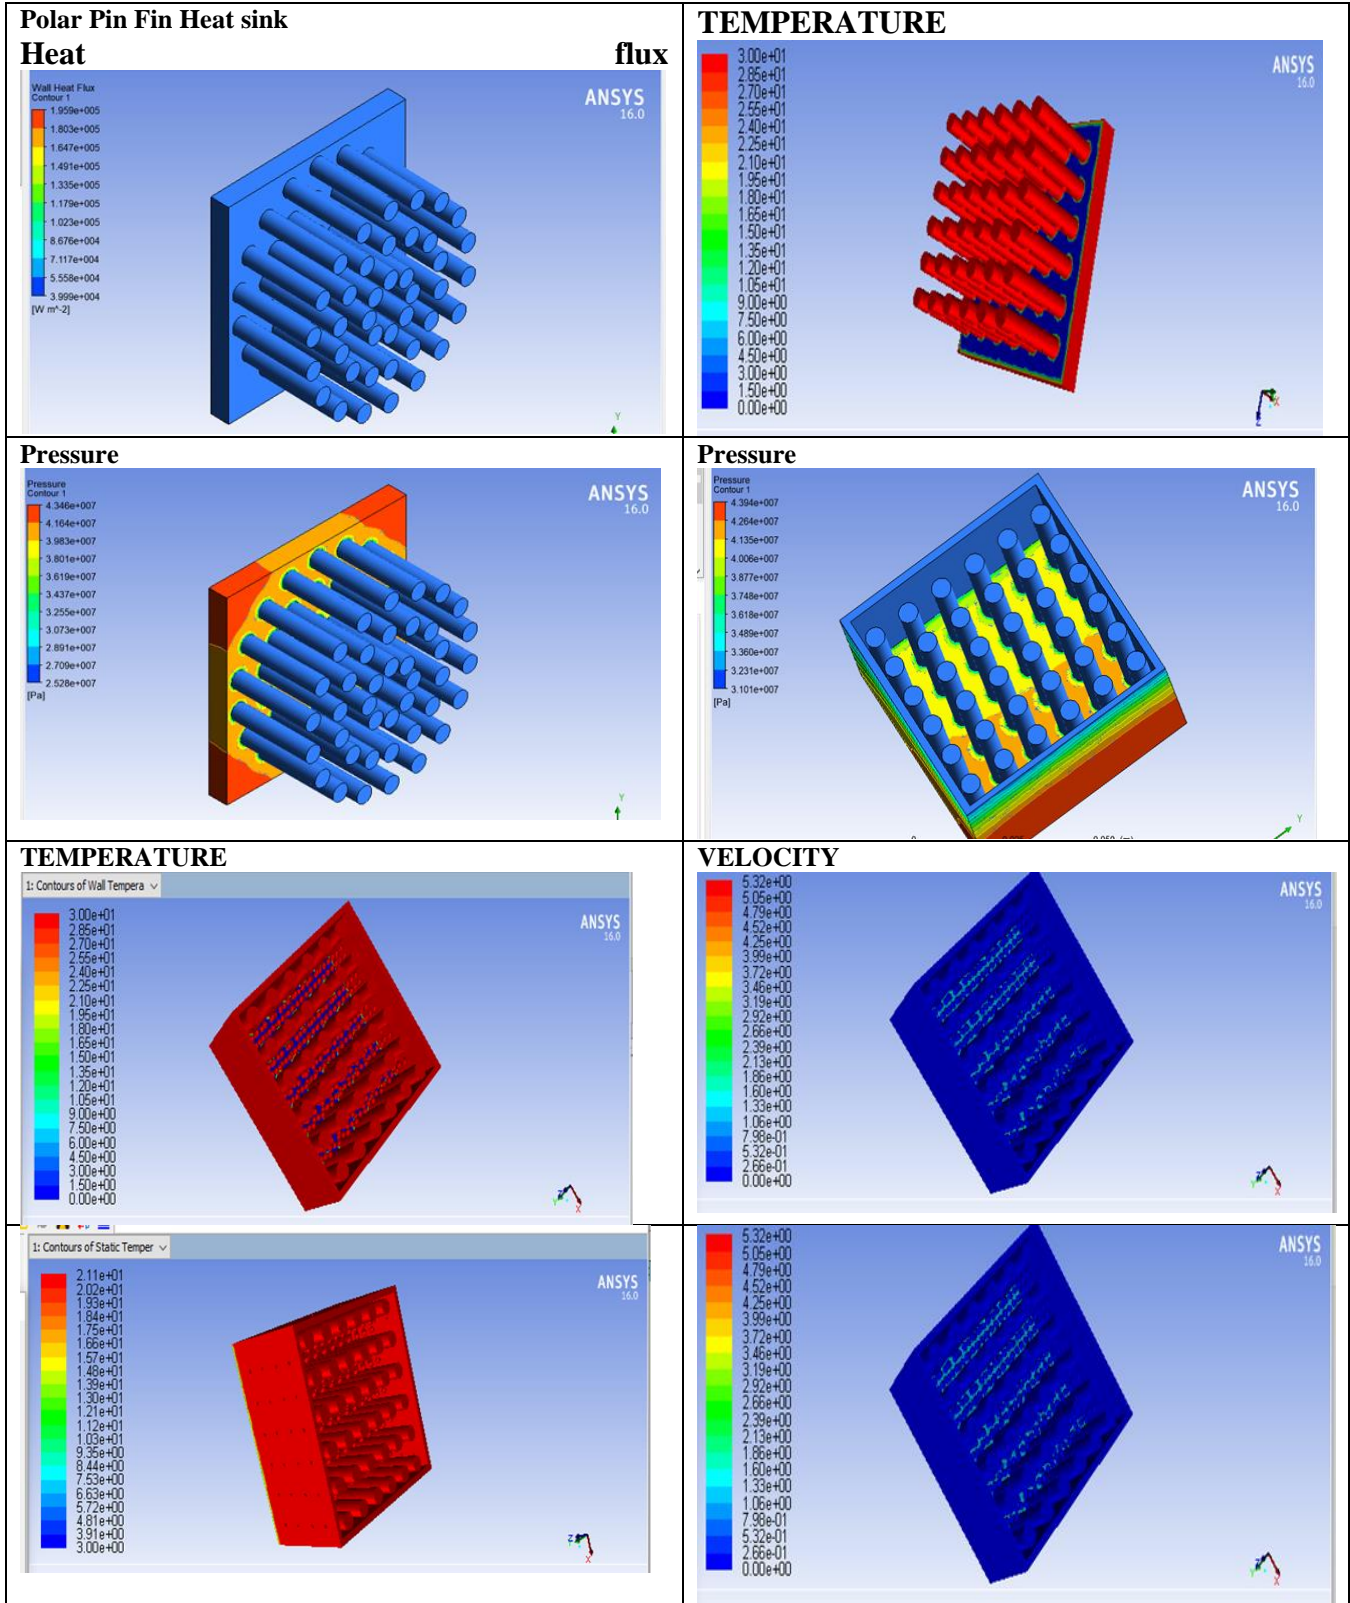 Polar Pin Fin Heat sink
Heat flux
Wall Heat Flux
Contour 1
1.959e+005
1.803e+005
1.647e+005
1.491e+005
1.335e+005
1.179e+005
1.023e+005
8.676e+004
7.117e+004
5.558e+004
3.999e+004
[W m^-2]
ANSYS
16.0
Y
TEMPERATURE
3.00e+01
2.85e+01
2.70e+01
2.55e+01
2.40e+01
2.25e+01
2.10e+01
1.95e+01
1.80e+01
1.65e+01
1.50e+01
1.35e+01
1.20e+01
1.05e+01
9.00e+00
7.50e+00
6.00e+00
4.50e+00
3.00e+00
1.50e+00
0.00e+00
ANSYS
16.0
Z
X
Pressure
Pressure
Contour 1
4.346e+007
4.164e+007
3.983e+007
3.801e+007
3.619e+007
3.437e+007
3.255e+007
3.073e+007
2.891e+007
2.709e+007
2.528e+007
[Pa]
ANSYS
16.0
Y
Pressure
Pressure
Contour 1
4.394e+007
4.264e+007
4.135e+007
4.006e+007
3.877e+007
3.748e+007
3.618e+007
3.489e+007
3.360e+007
3.231e+007
3.101e+007
[Pa]
ANSYS
16.0
Y
TEMPERATURE
1: Contours of Wall Tempera
3.00e+01
2.85e+01
2.70e+01
2.55e+01
2.40e+01
2.25e+01
2.10e+01
1.95e+01
1.80e+01
1.65e+01
1.50e+01
1.35e+01
1.20e+01
1.05e+01
9.00e+00
7.50e+00
6.00e+00
4.50e+00
3.00e+00
1.50e+00
0.00e+00
ANSYS
16.0
Y Z X
VELOCITY
5.32e+00
5.05e+00
4.79e+00
4.52e+00
4.25e+00
3.99e+00
3.72e+00
3.46e+00
3.19e+00
2.92e+00
2.66e+00
2.39e+00
2.13e+00
1.86e+00
1.60e+00
1.33e+00
1.06e+00
7.98e-01
5.32e-01
2.66e-01
0.00e+00
ANSYS
16.0
Y Z X
1: Contours of Static Temper
2.11e+01
2.02e+01
1.93e+01
1.84e+01
1.75e+01
1.66e+01
1.57e+01
1.48e+01
1.39e+01
1.30e+01
1.21e+01
1.12e+01
1.03e+01
9.35e+00
8.44e+00
7.53e+00
6.63e+00
5.72e+00
4.81e+00
3.91e+00
3.00e+00
ANSYS
16.0
Z
X
5.32e+00
5.05e+00
4.79e+00
4.52e+00
4.25e+00
3.99e+00
3.72e+00
3.46e+00
3.19e+00
2.92e+00
2.66e+00
2.39e+00
2.13e+00
1.86e+00
1.60e+00
1.33e+00
1.06e+00
7.98e-01
5.32e-01
2.66e-01
0.00e+00
ANSYS
16.0
Y Z X